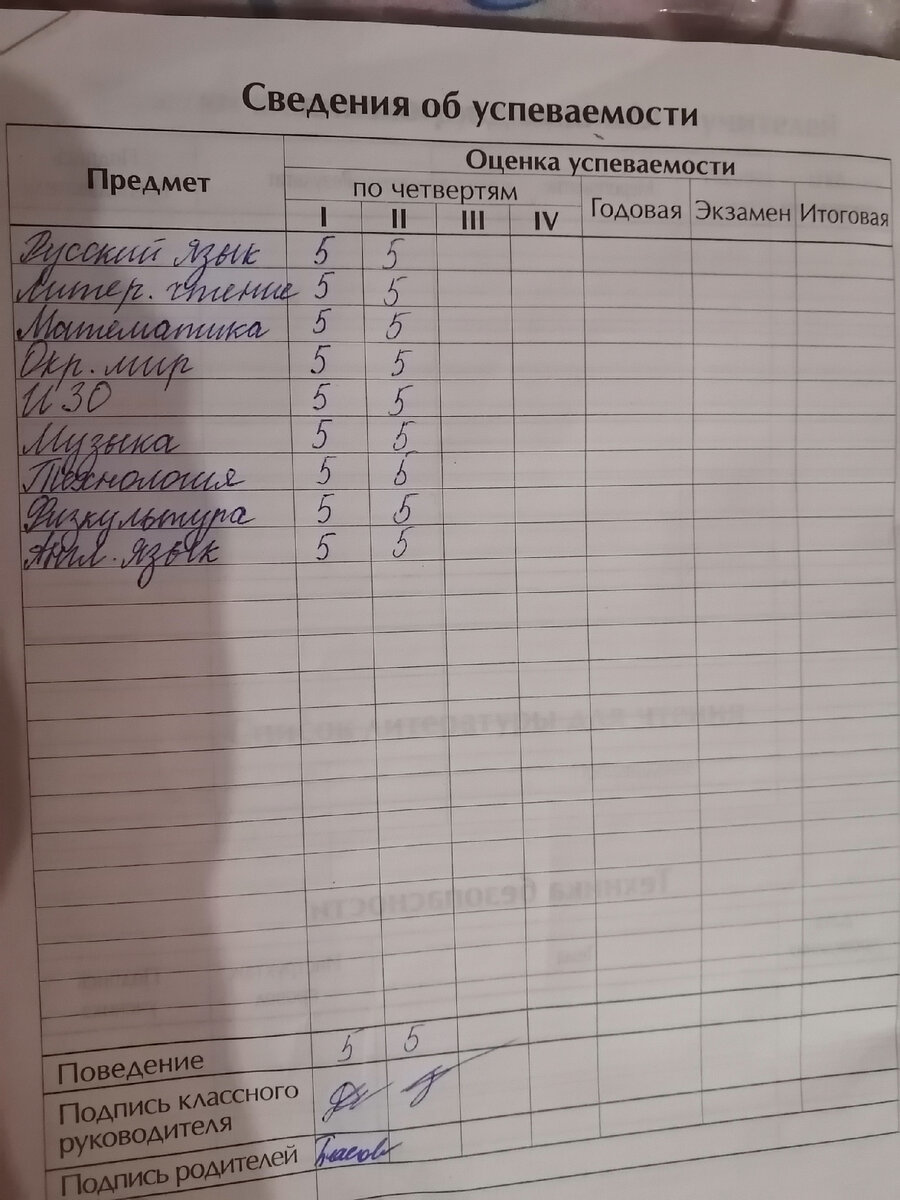 Сведения об успеваемости
Предмет
Оценка успеваемости
по четвертям
Годовая Экзамен Итоговая
I II III IV
Русский язык 5 5
Литер. чтение 5 5
Математика 5 5
Окр. мир 5 5
ИЗО 5 5
Музыка 5 5
Технология 5 5
Физкультура 5 5
Англ. язык 5 5
Поведение 5 5
Подпись классного
руководителя
Подпись родителей